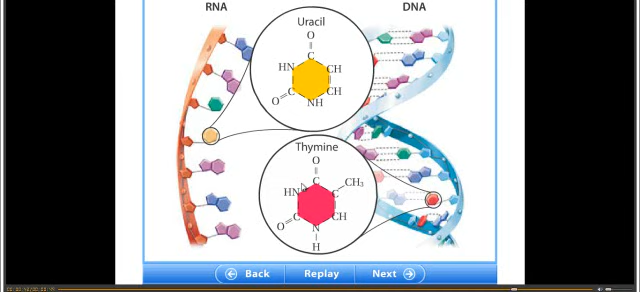 RNA
DNA
Uracil
O
C
HN
CH
C
CH
O
NH
Thymine
O
C
CH3
HN
C
C
CH
O
N
H
Back
Replay
Next